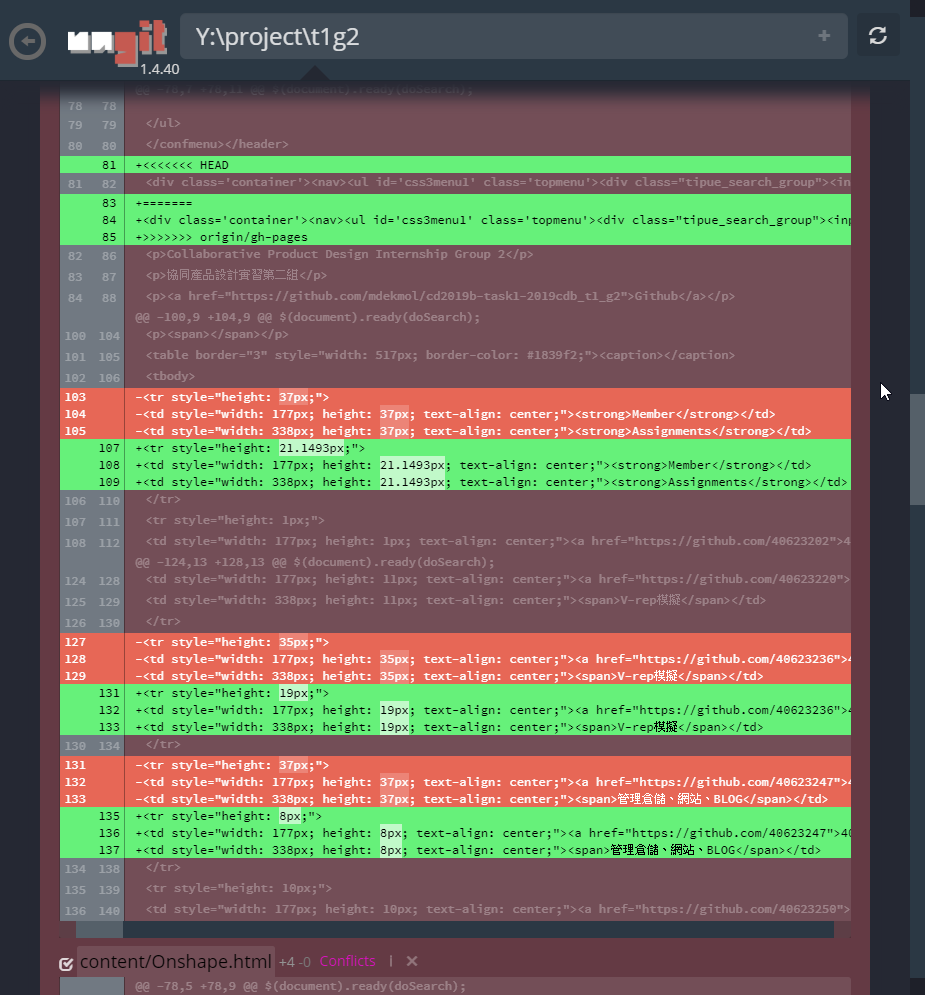 ungit
1.4.40
Y:\project\t1g2
+
@@ -78,7 +78,11 @@ $(document).ready(doSearch);
78 78
79 79 </ul>
80 80 </confmenu></header>
81 +<<<<<<< HEAD
81 82 <div class='container'><nav><ul id='css3menu1' class='topmenu'><div class="tipue_search_group"><in
83 +=======
84 +<div class='container'><nav><ul id='css3menu1' class='topmenu'><div class="tipue_search_group"><inp
85 +>>>>>>> origin/gh-pages
82 86 <p>Collaborative Product Design Internship Group 2</p>
83 87 <p>協同產品設計實習第二組</p>
84 88 <p><a href="https://github.com/mdekmol/cd2019b-task1-2019cdb_t1_g2">Github</a></p>
@@ -100,9 +104,9 @@ $(document).ready(doSearch);
100 104 <p><span></span></p>
101 105 <table border="3" style="width: 517px; border-color: #1839f2;"><caption></caption>
102 106 <tbody>
103 -<tr style="height: 37px;">
104 -<td style="width: 177px; height: 37px; text-align: center;"><strong>Member</strong></td>
105 -<td style="width: 338px; height: 37px; text-align: center;"><strong>Assignments</strong></td>
107 +<tr style="height: 21.1493px;">
108 +<td style="width: 177px; height: 21.1493px; text-align: center;"><strong>Member</strong></td>
109 +<td style="width: 338px; height: 21.1493px; text-align: center;"><strong>Assignments</strong></td>
106 110 </tr>
107 111 <tr style="height: 1px;">
108 112 <td style="width: 177px; height: 1px; text-align: center;"><a href="https://github.com/40623202">4
@@ -124,13 +128,13 @@ $(document).ready(doSearch);
124 128 <td style="width: 177px; height: 11px; text-align: center;"><a href="https://github.com/40623220">
125 129 <td style="width: 338px; height: 11px; text-align: center;"><span>V-rep模擬</span></td>
126 130 </tr>
127 -<tr style="height: 35px;">
128 -<td style="width: 177px; height: 35px; text-align: center;"><a href="https://github.com/40623236">4
129 -<td style="width: 338px; height: 35px; text-align: center;"><span>V-rep模擬</span></td>
131 +<tr style="height: 19px;">
132 +<td style="width: 177px; height: 19px; text-align: center;"><a href="https://github.com/40623236">4
133 +<td style="width: 338px; height: 19px; text-align: center;"><span>V-rep模擬</span></td>
130 134 </tr>
131 -<tr style="height: 37px;">
132 -<td style="width: 177px; height: 37px; text-align: center;"><a href="https://github.com/40623247">4
133 -<td style="width: 338px; height: 37px; text-align: center;"><span>管理倉儲、網站、BLOG</span></td>
135 +<tr style="height: 8px;">
136 +<td style="width: 177px; height: 8px; text-align: center;"><a href="https://github.com/40623247">40
137 +<td style="width: 338px; height: 8px; text-align: center;"><span>管理倉儲、網站、BLOG</span></td>
134 138 </tr>
135 139 <tr style="height: 10px;">
136 140 <td style="width: 177px; height: 10px; text-align: center;"><a href="https://github.com/40623250">
content/Onshape.html +4 -0 Conflicts | ✕
@@ -78,5 +78,9 @@ $(document).ready(doSearch);